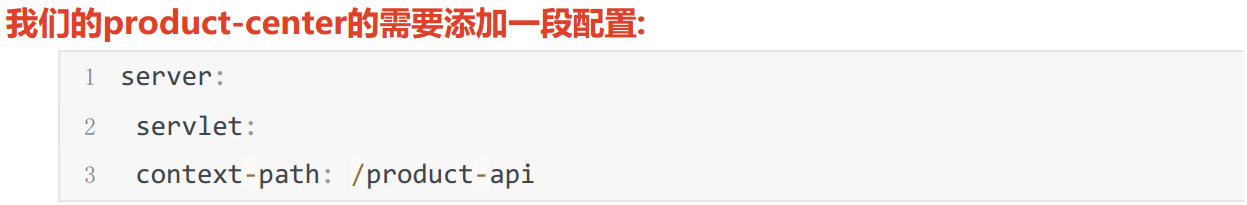 我们的product-center的需要添加一段配置:
1 server:
2  servlet:
3  context-path: /product-api